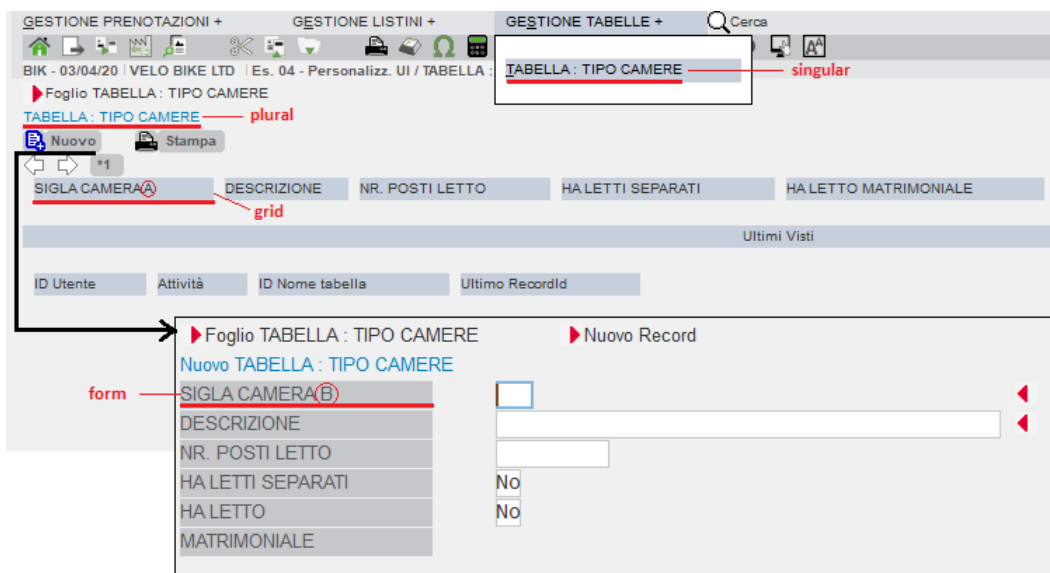 GESTIONE PRENOTAZIONI + GESTIONE LISTINI + GESTIONE TABELLE + Cerca
BIK - 03/04/20 VELO BIKE LTD Es. 04 - Personalizz. UI / TABELLA :
TABELLA : TIPO CAMERE singular
Foglio TABELLA : TIPO CAMERE
TABELLA : TIPO CAMERE plural
Nuovo Stampa
*1
SIGLA CAMERA A DESCRIZIONE NR. POSTI LETTO HA LETTI SEPARATI HA LETTO MATRIMONIALE
grid
Ultimi Visti
ID Utente Attività ID Nome tabella Ultimo RecordId
Foglio TABELLA : TIPO CAMERE Nuovo Record
Nuovo TABELLA : TIPO CAMERE
form SIGLA CAMERA B
DESCRIZIONE
NR. POSTI LETTO
HA LETTI SEPARATI No
HA LETTO No
MATRIMONIALE